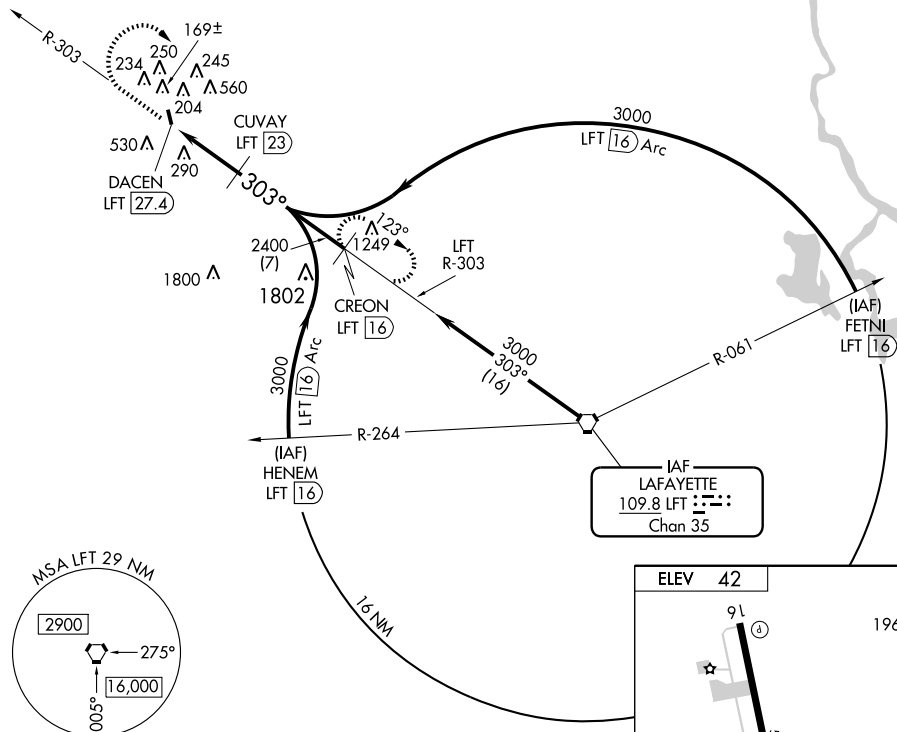 R-303
169±
250
234
245
560
204
530
290
DACEN
LFT 27.4
CUVAY
LFT 23
303°
3000
LFT 16 Arc
123°
1249
2400
(7)
LFT
R-303
1800
1802
CREON
LFT 16
(IAF)
FETNI
LFT 16
R-061
3000
303°
(16)
3000
LFT 16 Arc
R-264
(IAF)
HENEM
LFT 16
IAF
LAFAYETTE
109.8 LFT
Chan 35
16 NM
MSA LFT 29 NM
2900
275°
16,000
005°
ELEV 42
16
P
196